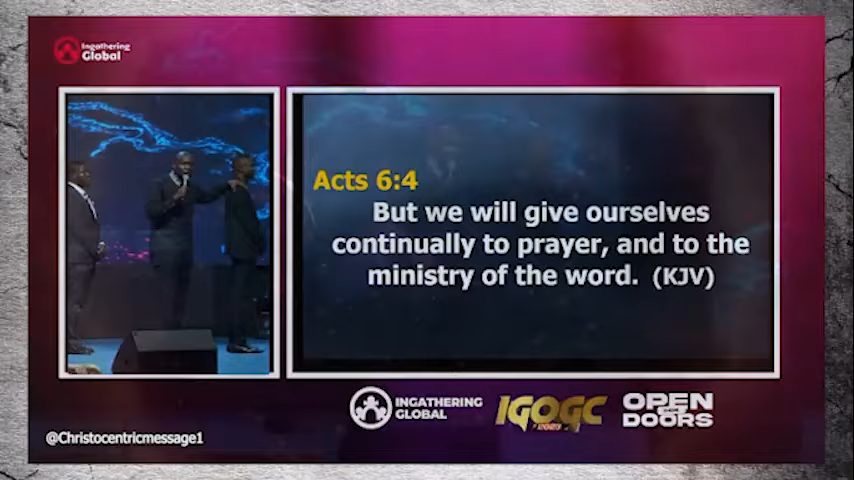 Ingathering
Global
Acts 6:4
But we will give ourselves
continually to prayer, and to the
ministry of the word. (KJV)
INGATHERING
GLOBAL
IGOGC
OPEN
DOORS
@Christocentricmessage1